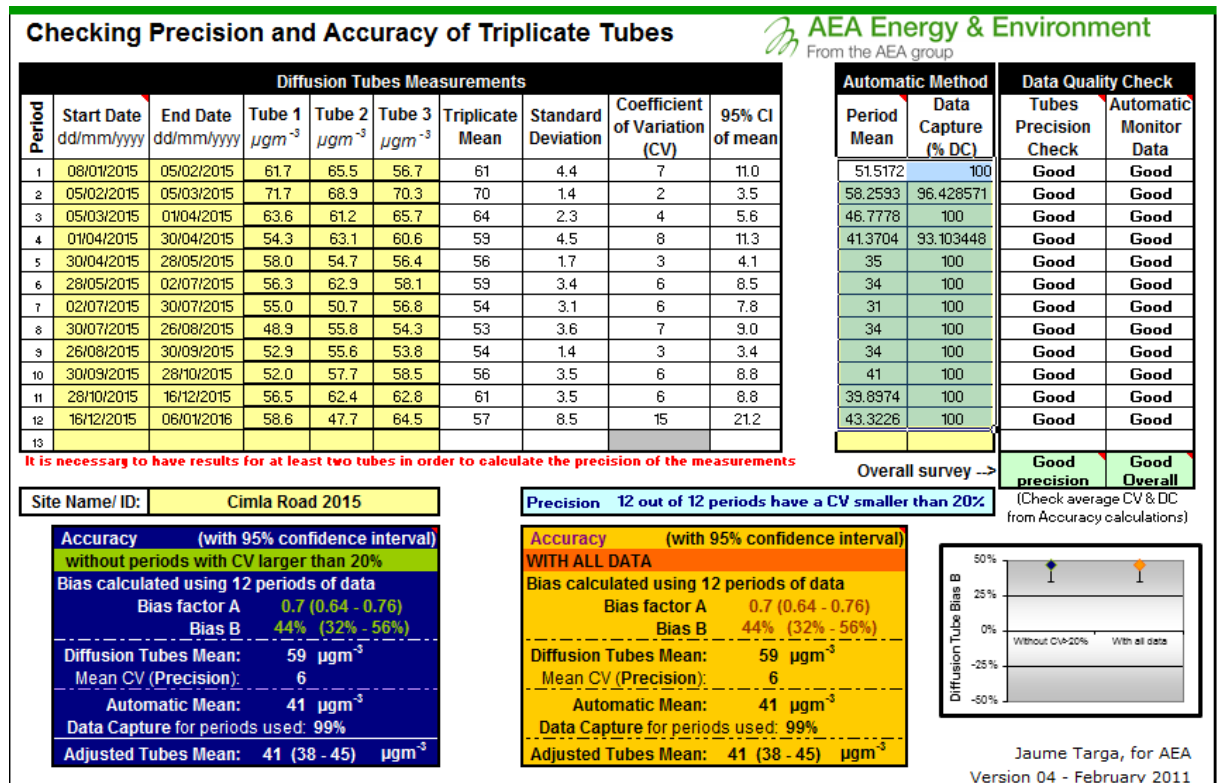 Checking Precision and Accuracy of Triplicate Tubes
AEA Energy & Environment
From the AEA group
Diffusion Tubes Measurements
Period Start Date dd/mm/yyyy End Date dd/mm/yyyy Tube 1 µgm-3 Tube 2 µgm-3 Tube 3 µgm-3 Triplicate Mean Standard Deviation Coefficient of Variation (CV) 95% CI of mean
1 08/01/2015 05/02/2015 61.7 65.5 56.7 61 4.4 7 11.0
2 05/02/2015 05/03/2015 71.7 68.9 70.3 70 1.4 2 3.5
3 05/03/2015 01/04/2015 63.6 61.2 65.7 64 2.3 4 5.6
4 01/04/2015 30/04/2015 54.3 63.1 60.6 59 4.5 8 11.3
5 30/04/2015 28/05/2015 58.0 54.7 56.4 56 1.7 3 4.1
6 28/05/2015 02/07/2015 56.3 62.9 58.1 59 3.4 6 8.5
7 02/07/2015 30/07/2015 55.0 50.7 56.8 54 3.1 6 7.8
8 30/07/2015 26/08/2015 48.9 55.8 54.3 53 3.6 7 9.0
9 26/08/2015 30/09/2015 52.9 55.6 53.8 54 1.4 3 3.4
10 30/09/2015 28/10/2015 52.0 57.7 58.5 56 3.5 6 8.8
11 28/10/2015 16/12/2015 56.5 62.4 62.8 61 3.5 6 8.8
12 16/12/2015 06/01/2016 58.6 47.7 64.5 57 8.5 15 21.2
13
It is necessary to have results for at least two tubes in order to calculate the precision of the measurements
Automatic Method Data Quality Check
Period Mean Data Capture (% DC) Tubes Precision Check Automatic Monitor Data
51.5172 100 Good Good
58.2593 96.428571 Good Good
46.7778 100 Good Good
41.3704 93.103448 Good Good
35 100 Good Good
34 100 Good Good
31 100 Good Good
34 100 Good Good
34 100 Good Good
41 100 Good Good
39.8974 100 Good Good
43.3226 100 Good Good
Overall survey --> Good precision Good Overall
(Check average CV & DC
from Accuracy calculations)
Site Name/ ID: Cimla Road 2015
Precision 12 out of 12 periods have a CV smaller than 20%
Accuracy (with 95% confidence interval)
without periods with CV larger than 20%
Bias calculated using 12 periods of data
Bias factor A 0.7 (0.64 - 0.76)
Bias B 44% (32% - 56%)
Diffusion Tubes Mean: 59 µgm-3
Mean CV (Precision): 6
Automatic Mean: 41 µgm-3
Data Capture for periods used: 99%
Adjusted Tubes Mean: 41 (38 - 45) µgm-3
Accuracy (with 95% confidence interval)
WITH ALL DATA
Bias calculated using 12 periods of data
Bias factor A 0.7 (0.64 - 0.76)
Bias B 44% (32% - 56%)
Diffusion Tubes Mean: 59 µgm-3
Mean CV (Precision): 6
Automatic Mean: 41 µgm-3
Data Capture for periods used: 99%
Adjusted Tubes Mean: 41 (38 - 45) µgm-3
Diffusion Tube Bias B
50%
25%
0%
-25%
-50%
Without CV>20% With all data
Jaume Targa, for AEA
Version 04 - February 2011